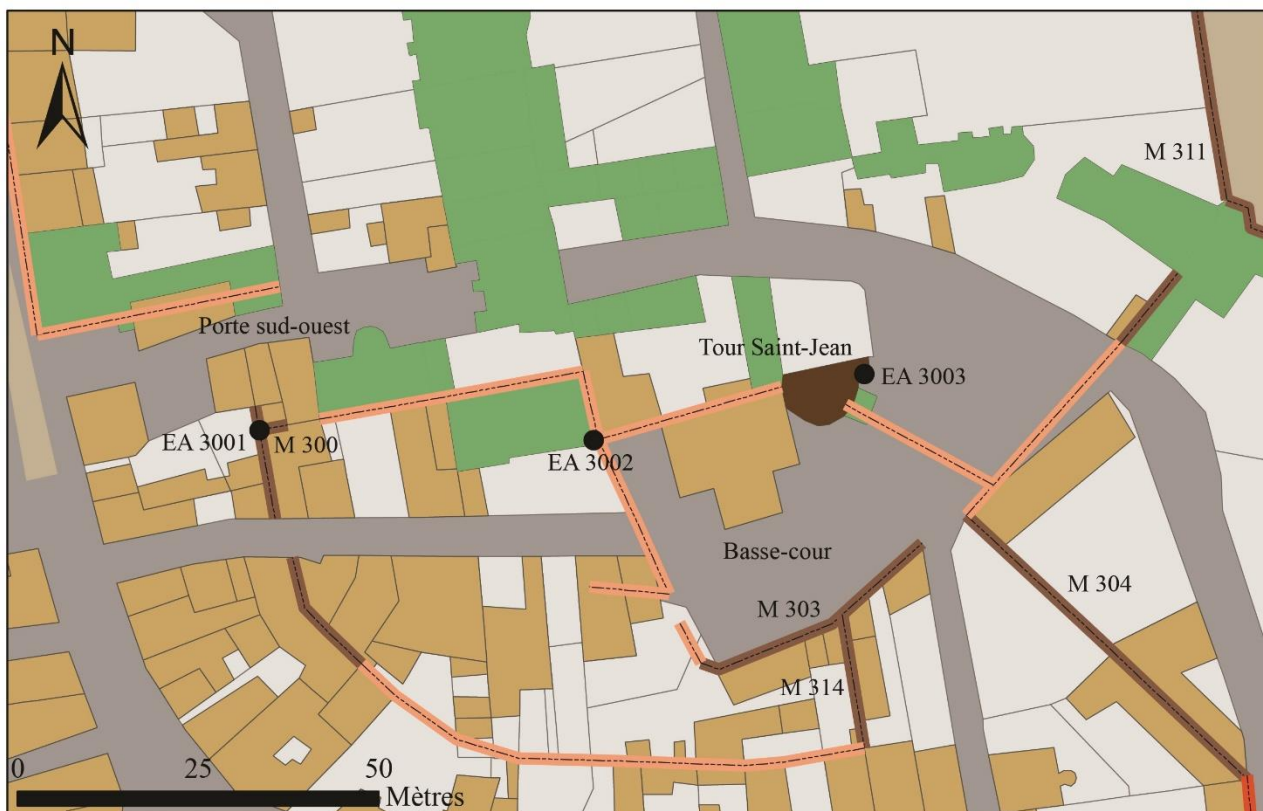 N
M 311
Porte sud-ouest
Tour Saint-Jean
EA 3003
EA 3001
M 300
EA 3002
Basse-cour
M 303
M 304
M 314
0 25 50
Mètres